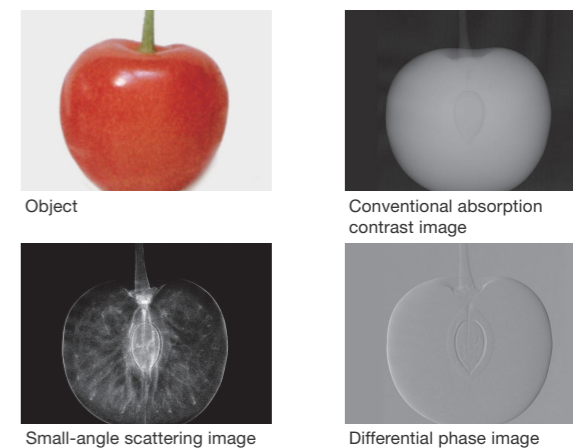 Object
Conventional absorption
contrast image
Small-angle scattering image
Differential phase image